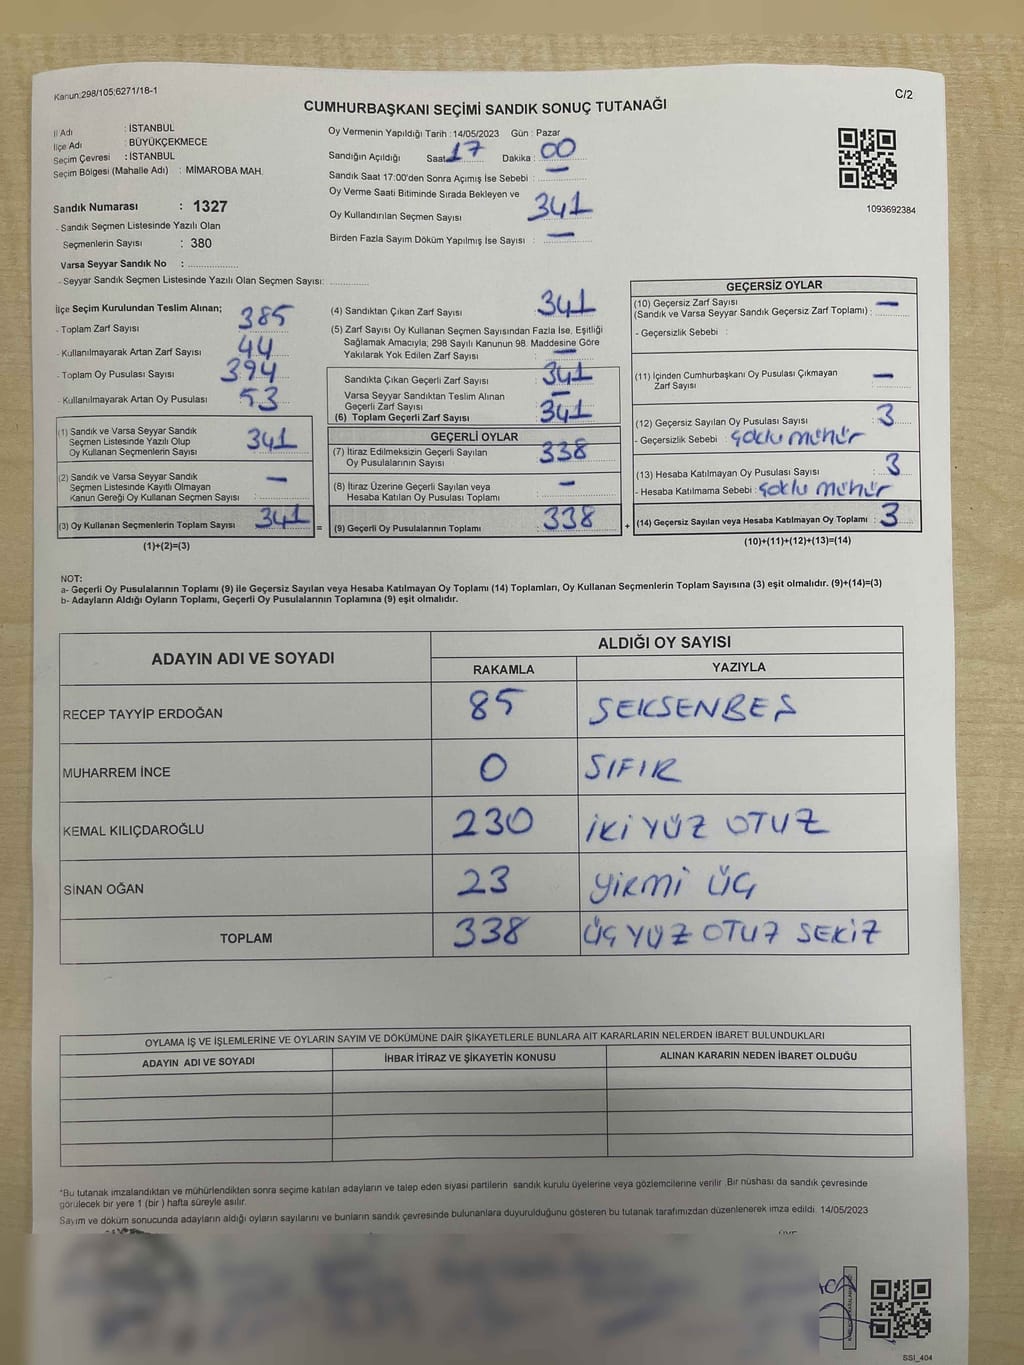 Kanun:298/105;6271/18-1
C/2
CUMHURBAŞKANI SEÇİMİ SANDIK SONUÇ TUTANAĞI
İl Adı : İSTANBUL
İlçe Adı : BÜYÜKÇEKMECE
Seçim Çevresi : İSTANBUL
Seçim Bölgesi (Mahalle Adı) : MİMAROBA MAH.
Sandık Numarası : 1327
- Sandık Seçmen Listesinde Yazılı Olan
Seçmenlerin Sayısı : 380
Varsa Seyyar Sandık No :
- Seyyar Sandık Seçmen Listesinde Yazılı Olan Seçmen Sayısı:
Oy Vermenin Yapıldığı Tarih : 14/05/2023 Gün : Pazar
Sandığın Açıldığı Saat 17 Dakika : 00
Sandık Saat 17:00'den Sonra Açımış İse Sebebi : —
Oy Verme Saati Bitiminde Sırada Bekleyen ve
Oy Kullandırılan Seçmen Sayısı 341
Birden Fazla Sayım Döküm Yapılmış İse Sayısı : —
1093692384
İlçe Seçim Kurulundan Teslim Alınan;
- Toplam Zarf Sayısı 385
- Kullanılmayarak Artan Zarf Sayısı 44
- Toplam Oy Pusulası Sayısı 394
- Kullanılmayarak Artan Oy Pusulası 53
(1) Sandık ve Varsa Seyyar Sandık
Seçmen Listesinde Yazılı Olup
Oy Kullanan Seçmenlerin Sayısı 341
(2) Sandık ve Varsa Seyyar Sandık
Seçmen Listesinde Kayıtlı Olmayan
Kanun Gereği Oy Kullanan Seçmen Sayısı : —
(3) Oy Kullanan Seçmenlerin Toplam Sayısı 341 =
(1)+(2)=(3)
(4) Sandıktan Çıkan Zarf Sayısı 341
(5) Zarf Sayısı Oy Kullanan Seçmen Sayısından Fazla İse, Eşitliği
Sağlamak Amacıyla; 298 Sayılı Kanunun 98. Maddesine Göre
Yakılarak Yok Edilen Zarf Sayısı : —
Sandıkta Çıkan Geçerli Zarf Sayısı 341
Varsa Seyyar Sandıktan Teslim Alınan
Geçerli Zarf Sayısı —
(6) Toplam Geçerli Zarf Sayısı 341
GEÇERLİ OYLAR
(7) İtiraz Edilmeksizin Geçerli Sayılan
Oy Pusulalarının Sayısı 338
(8) İtiraz Üzerine Geçerli Sayılan veya
Hesaba Katılan Oy Pusulası Toplamı —
(9) Geçerli Oy Pusulalarının Toplamı 338 +
GEÇERSİZ OYLAR
(10) Geçersiz Zarf Sayısı —
(Sandık ve Varsa Seyyar Sandık Geçersiz Zarf Toplamı) :
- Geçersizlik Sebebi :
(11) İçinden Cumhurbaşkanı Oy Pusulası Çıkmayan
Zarf Sayısı : —
(12) Geçersiz Sayılan Oy Pusulası Sayısı : 3
- Geçersizlik Sebebi : çoklu mühür
(13) Hesaba Katılmayan Oy Pusulası Sayısı : 3
- Hesaba Katılmama Sebebi : çoklu mühür
(14) Geçersiz Sayılan veya Hesaba Katılmayan Oy Toplamı : 3
(10)+(11)+(12)+(13)=(14)
NOT:
a- Geçerli Oy Pusulalarının Toplamı (9) ile Geçersiz Sayılan veya Hesaba Katılmayan Oy Toplamı (14) Toplamları, Oy Kullanan Seçmenlerin Toplam Sayısına (3) eşit olmalıdır. (9)+(14)=(3)
b- Adayların Aldığı Oyların Toplamı, Geçerli Oy Pusulalarının Toplamına (9) eşit olmalıdır.
ADAYIN ADI VE SOYADI
ALDIĞI OY SAYISI
RAKAMLA YAZIYLA
RECEP TAYYİP ERDOĞAN 85 SEKSENBEŞ
MUHARREM İNCE 0 SIFIR
KEMAL KILIÇDAROĞLU 230 İKİ YÜZ OTUZ
SİNAN OĞAN 23 YİRMİ ÜÇ
TOPLAM 338 ÜÇ YÜZ OTUZ SEKİZ
OYLAMA İŞ VE İŞLEMLERİNE VE OYLARIN SAYIM VE DÖKÜMÜNE DAİR ŞİKAYETLERLE BUNLARA AİT KARARLARIN NELERDEN İBARET BULUNDUKLARI
ADAYIN ADI VE SOYADI İHBAR İTİRAZ VE ŞİKAYETİN KONUSU ALINAN KARARIN NEDEN İBARET OLDUĞU
*Bu tutanak imzalandıktan ve mühürlendikten sonra seçime katılan adayların ve talep eden siyasi partilerin sandık kurulu üyelerine veya gözlemcilerine verilir .Bir nüshası da sandık çevresinde
görülecek bir yere 1 (bir ) hafta süreyle asılır.
Sayım ve döküm sonucunda adayların aldığı oyların sayılarını ve bunların sandık çevresinde bulunanlara duyurulduğunu gösteren bu tutanak tarafımızdan düzenlenerek imza edildi. 14/05/2023
SSI_404